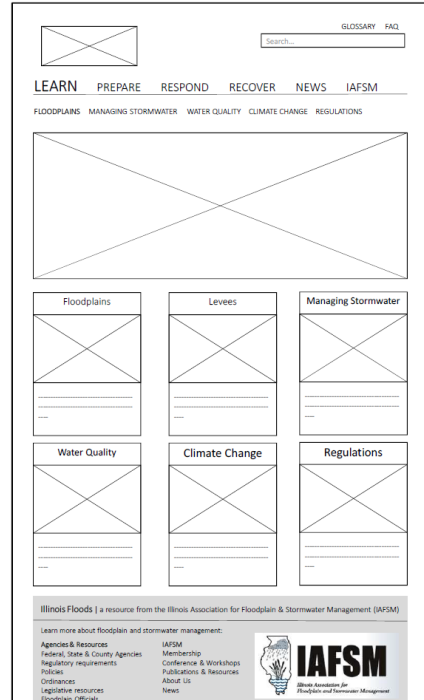 GLOSSARY FAQ
Search...
LEARN PREPARE RESPOND RECOVER NEWS IAFSM
FLOODPLAINS MANAGING STORMWATER WATER QUALITY CLIMATE CHANGE REGULATIONS
Floodplains
Levees
Managing Stormwater
Water Quality
Climate Change
Regulations
Illinois Floods | a resource from the Illinois Association for Floodplain & Stormwater Management (IAFSM)
Learn more about floodplain and stormwater management:
Agencies & Resources
Federal, State & County Agencies
Regulatory requirements
Policies
Ordinances
Legislative resources
Floodplain Officials
IAFSM
Membership
Conference & Workshops
Publications & Resources
About Us
News
IAFSM
Illinois Association for
Floodplain and Stormwater Management